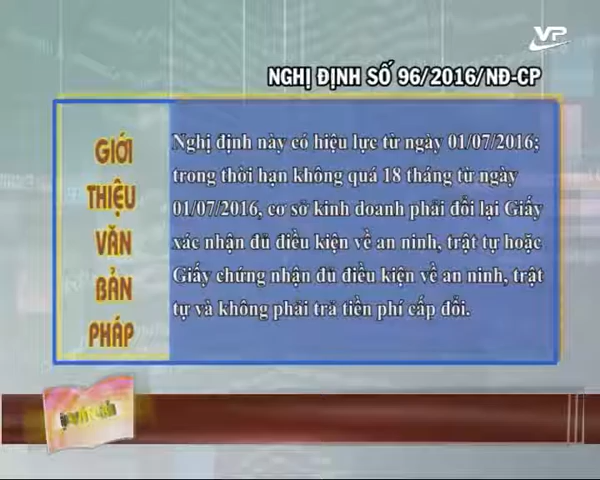 VP
NGHỊ ĐỊNH SỐ 96/2016/NĐ-CP
GIỚI
THIỆU
VĂN
BẢN
PHÁP
Nghị định này có hiệu lực từ ngày 01/07/2016;
trong thời hạn không quá 18 tháng từ ngày
01/07/2016, cơ sở kinh doanh phải đổi lại Giấy
xác nhận đủ điều kiện về an ninh, trật tự hoặc
Giấy chứng nhận đủ điều kiện về an ninh, trật
tự và không phải trả tiền phí cấp đổi.